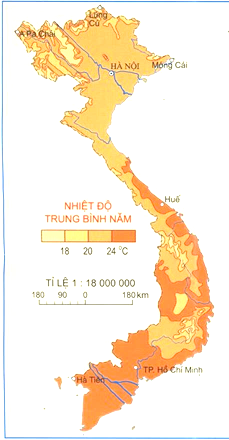 Lũng
Cú
A Pa Chải
HÀ NỘI
Móng Cái
Huế
NHIỆT ĐỘ
TRUNG BÌNH NĂM
18 20 24 °C
TỈ LỆ 1 : 18 000 000
180 90 0 180 km
TP. Hồ Chí Minh
Hà Tiên